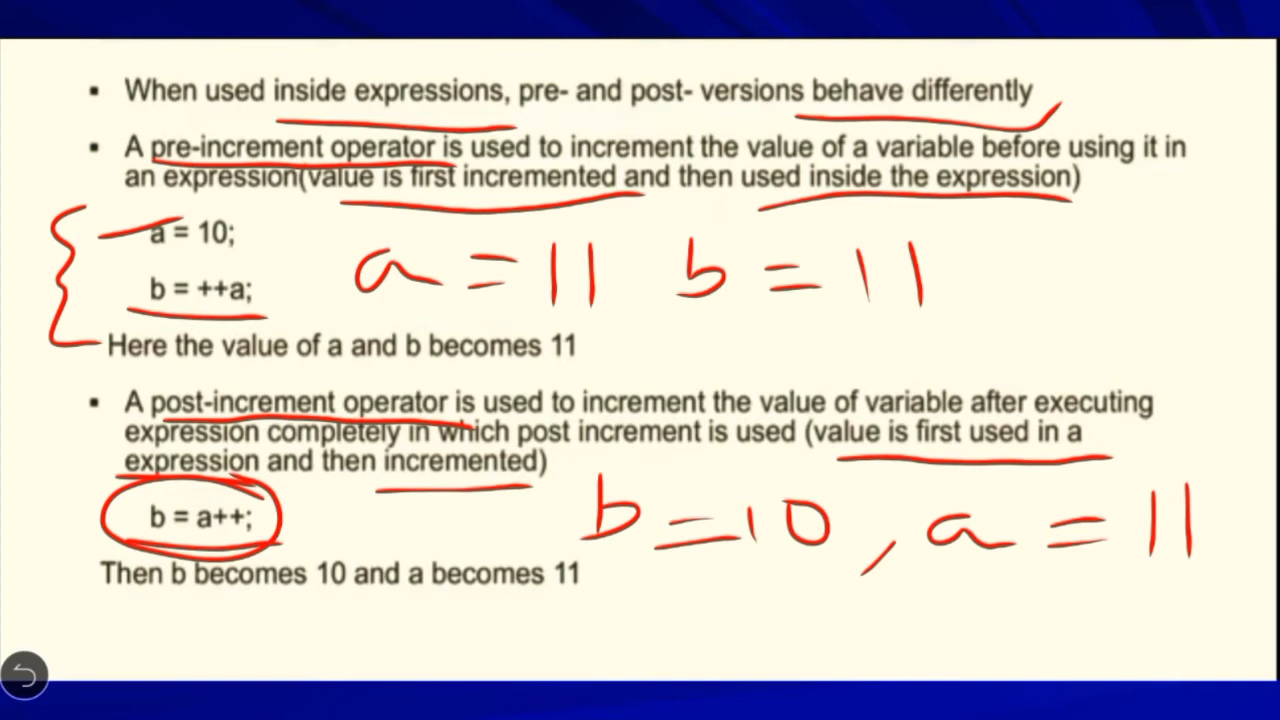 ▪ When used inside expressions, pre- and post- versions behave differently
▪ A pre-increment operator is used to increment the value of a variable before using it in
an expression(value is first incremented and then used inside the expression)
a = 10;
b = ++a;
a = 11 b = 11
Here the value of a and b becomes 11
▪ A post-increment operator is used to increment the value of variable after executing
expression completely in which post increment is used (value is first used in a
expression and then incremented)
b = a++;
b = 10, a = 11
Then b becomes 10 and a becomes 11